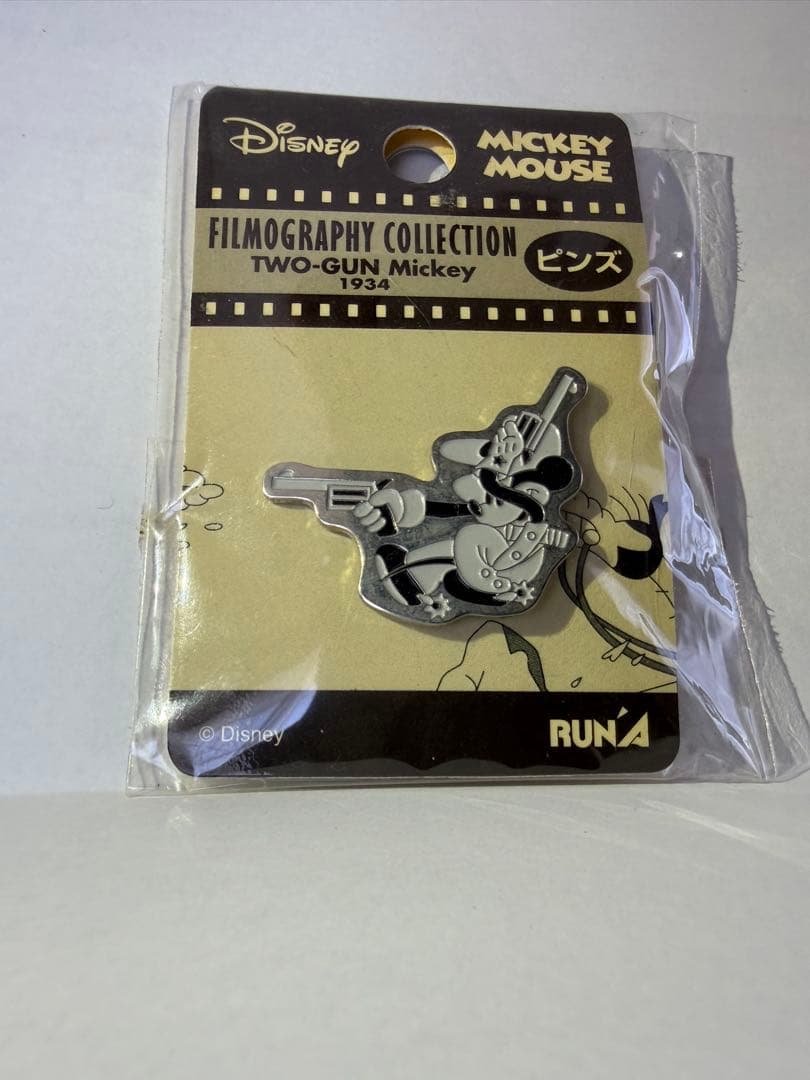 Disney
MICKEY
MOUSE
FILMOGRAPHY COLLECTION
TWO-GUN Mickey
1934
ピンズ
© Disney
RUN'A